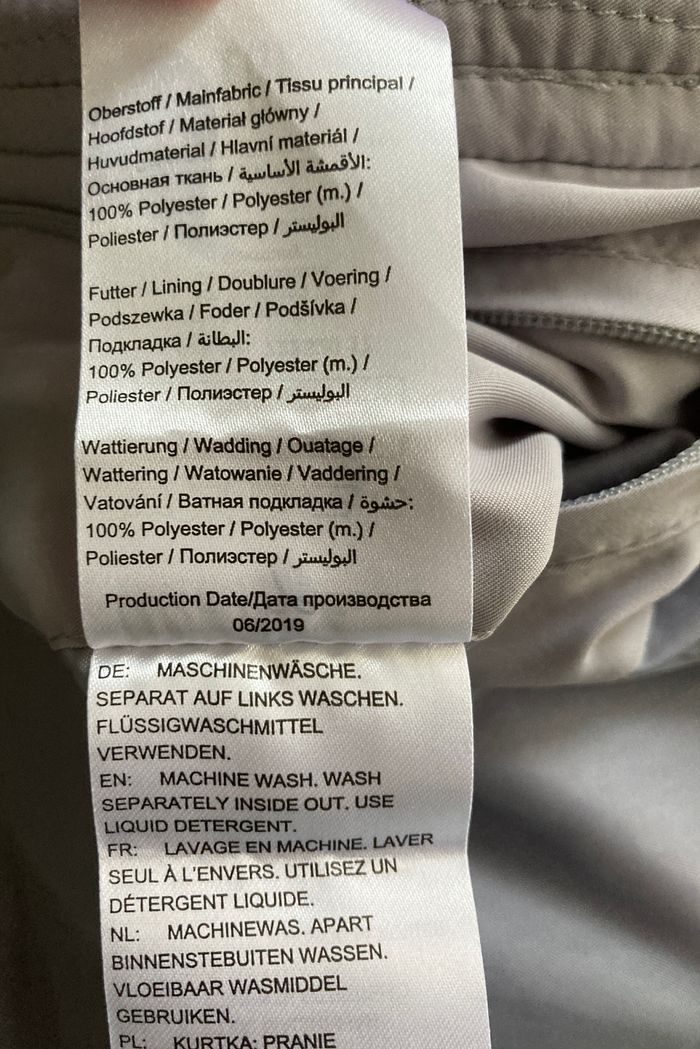 Oberstoff / Mainfabric / Tissu principal /
Hoofdstof / Materiał główny /
Huvudmaterial / Hlavní materiál /
Основная ткань / الأقمشة الأساسية:
100% Polyester / Polyester (m.) /
Poliester / Полиэстер / البوليستر
Futter / Lining / Doublure / Voering /
Podszewka / Foder / Podšívka /
Подкладка / البطانة:
100% Polyester / Polyester (m.) /
Poliester / Полиэстер / البوليستر
Wattierung / Wadding / Ouatage /
Wattering / Watowanie / Vaddering /
Vatování / Ватная подкладка / حشوة:
100% Polyester / Polyester (m.) /
Poliester / Полиэстер / البوليستر
Production Date/Дата производства
06/2019
DE: MASCHINENWÄSCHE.
SEPARAT AUF LINKS WASCHEN.
FLÜSSIGWASCHMITTEL
VERWENDEN.
EN: MACHINE WASH. WASH
SEPARATELY INSIDE OUT. USE
LIQUID DETERGENT.
FR: LAVAGE EN MACHINE. LAVER
SEUL À L'ENVERS. UTILISEZ UN
DÉTERGENT LIQUIDE.
NL: MACHINEWAS. APART
BINNENSTEBUITEN WASSEN.
VLOEIBAAR WASMIDDEL
GEBRUIKEN.
PL: KURTKA: PRANIE